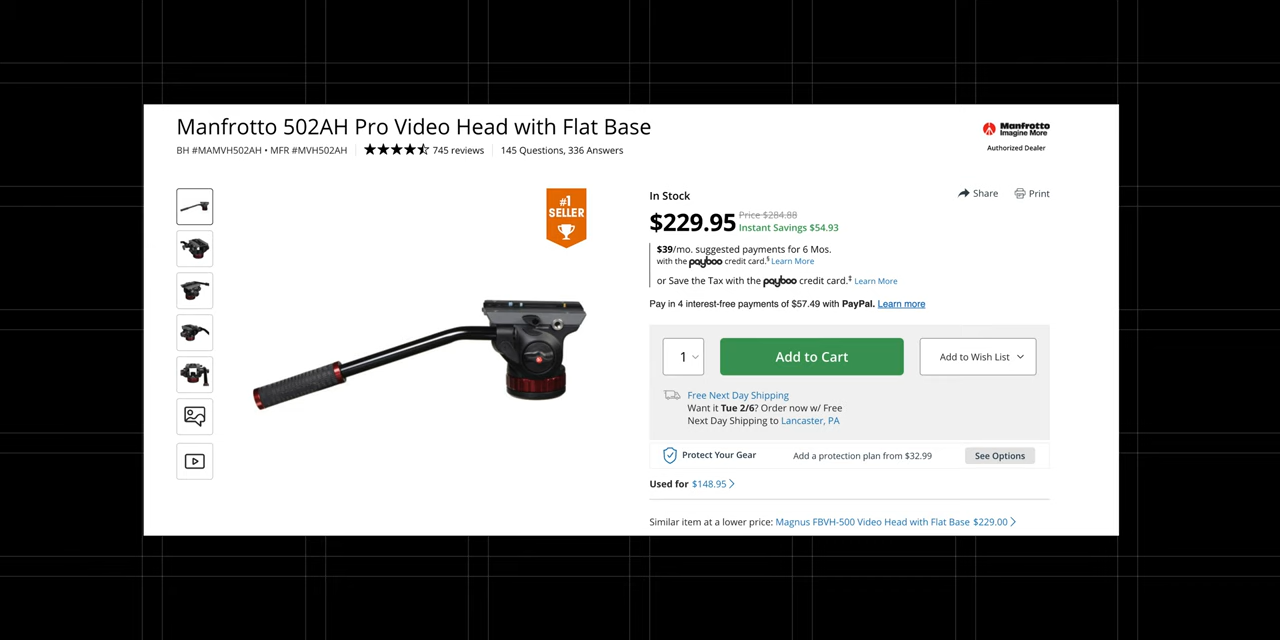 Manfrotto 502AH Pro Video Head with Flat Base
BH #MAMVH502AH • MFR #MVH502AH
745 reviews
145 Questions, 336 Answers
Manfrotto
Imagine More
Authorized Dealer
#1
SELLER
In Stock
Share
Print
$229.95
Price $284.88
Instant Savings $54.93
$39/mo. suggested payments for 6 Mos.
with the payboo credit card.§ Learn More
or Save the Tax with the payboo credit card.‡ Learn More
Pay in 4 interest-free payments of $57.49 with PayPal. Learn more
1
Add to Cart
Add to Wish List
Free Next Day Shipping
Want it Tue 2/6? Order now w/ Free
Next Day Shipping to Lancaster, PA
Protect Your Gear
Add a protection plan from $32.99
See Options
Used for $148.95
Similar item at a lower price: Magnus FBVH-500 Video Head with Flat Base $229.00